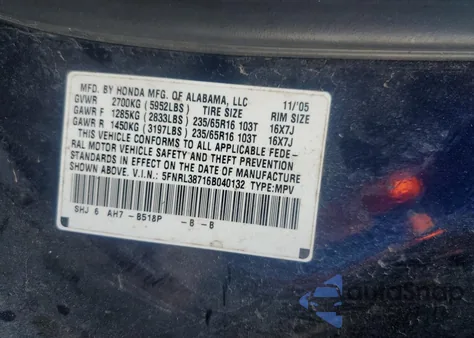 MFD. BY HONDA MFG. OF ALABAMA, LLC 11/'05
GVWR 2700KG (5952LBS) TIRE SIZE RIM SIZE
GAWR F 1285KG (2833LBS) 235/65R16 103T 16X7J
GAWR R 1450KG (3197LBS) 235/65R16 103T 16X7J
THIS VEHICLE CONFORMS TO ALL APPLICABLE FEDE-
RAL MOTOR VEHICLE SAFETY AND THEFT PREVENTION
STANDARDS IN EFFECT ON THE DATE OF MANUFACTURE
SHOWN ABOVE. V.I.N.: 5FNRL38716B040132 TYPE:MPV
SHJ 6 AH7 - B518P - B - B
autoSnap